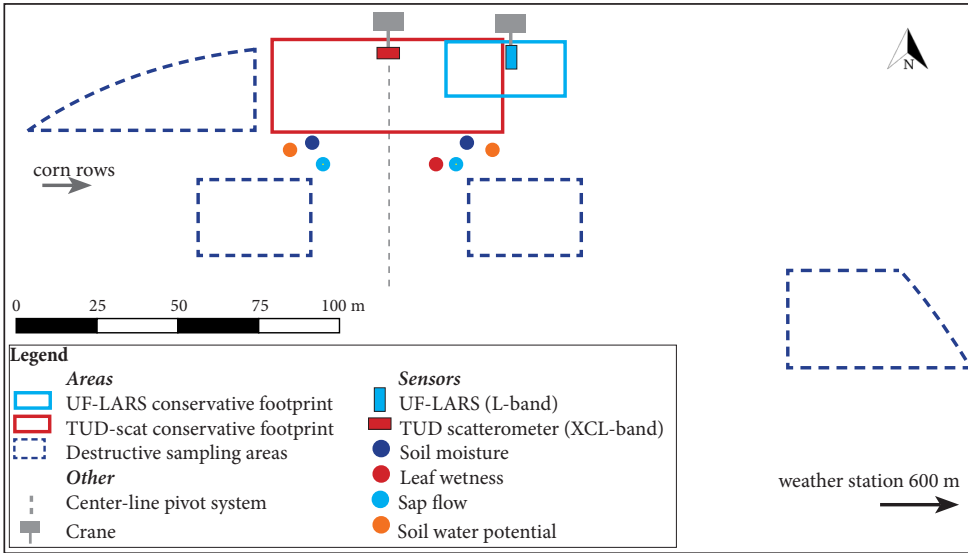 N
corn rows
0 25 50 75 100 m
Legend
Areas
UF-LARS conservative footprint
TUD-scat conservative footprint
Destructive sampling areas
Other
Center-line pivot system
Crane
Sensors
UF-LARS (L-band)
TUD scatterometer (XCL-band)
Soil moisture
Leaf wetness
Sap flow
Soil water potential
weather station 600 m